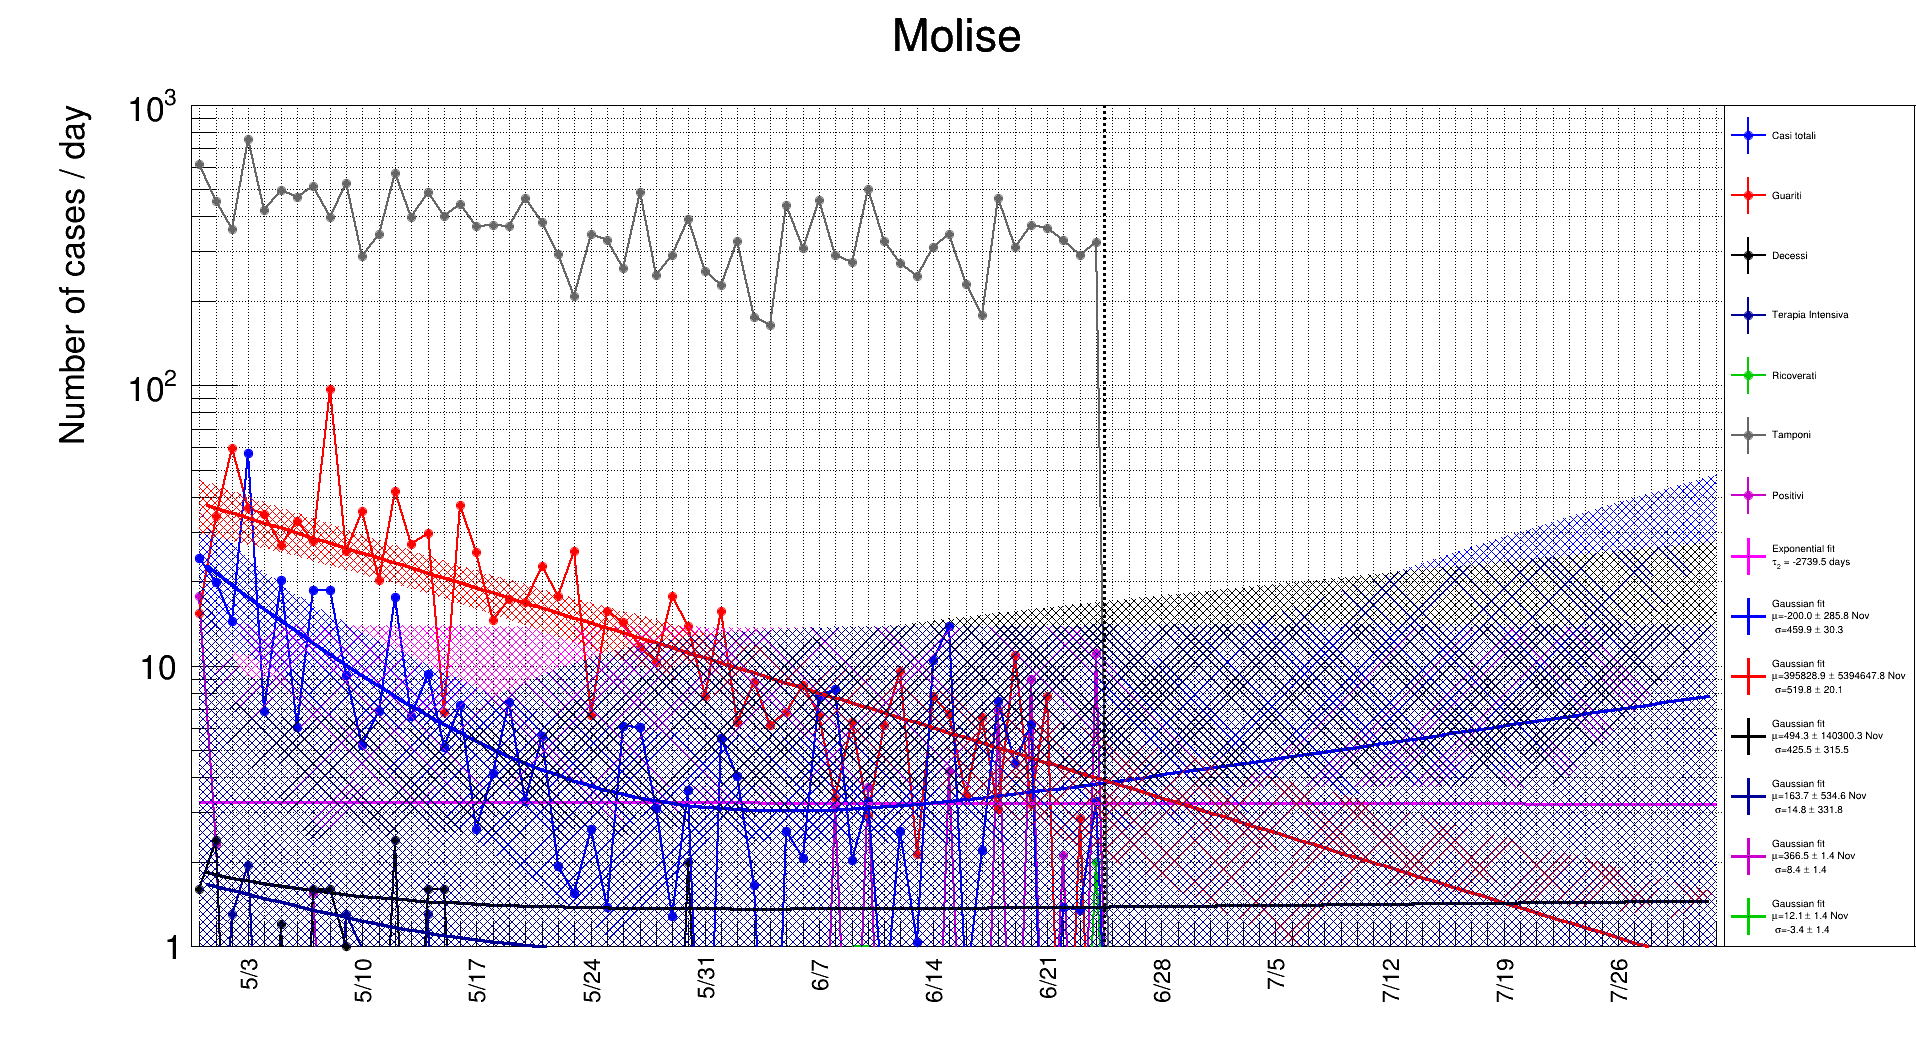 Molise
Number of cases / day
10³
10²
10
1
5/3
5/10
5/17
5/24
5/31
6/7
6/14
6/21
6/28
7/5
7/12
7/19
7/26
Casi totali
Guariti
Decessi
Terapia Intensiva
Ricoverati
Tamponi
Positivi
Exponential fit
τ₂ = -2739.5 days
Gaussian fit
μ=-200.0 ± 285.8 Nov
σ=459.9 ± 30.3
Gaussian fit
μ=395828.9 ± 5394647.8 Nov
σ=519.8 ± 20.1
Gaussian fit
μ=494.3 ± 140300.3 Nov
σ=425.5 ± 315.5
Gaussian fit
μ=163.7 ± 534.6 Nov
σ=14.8 ± 331.8
Gaussian fit
μ=366.5 ± 1.4 Nov
σ=8.4 ± 1.4
Gaussian fit
μ=12.1 ± 1.4 Nov
σ=-3.4 ± 1.4